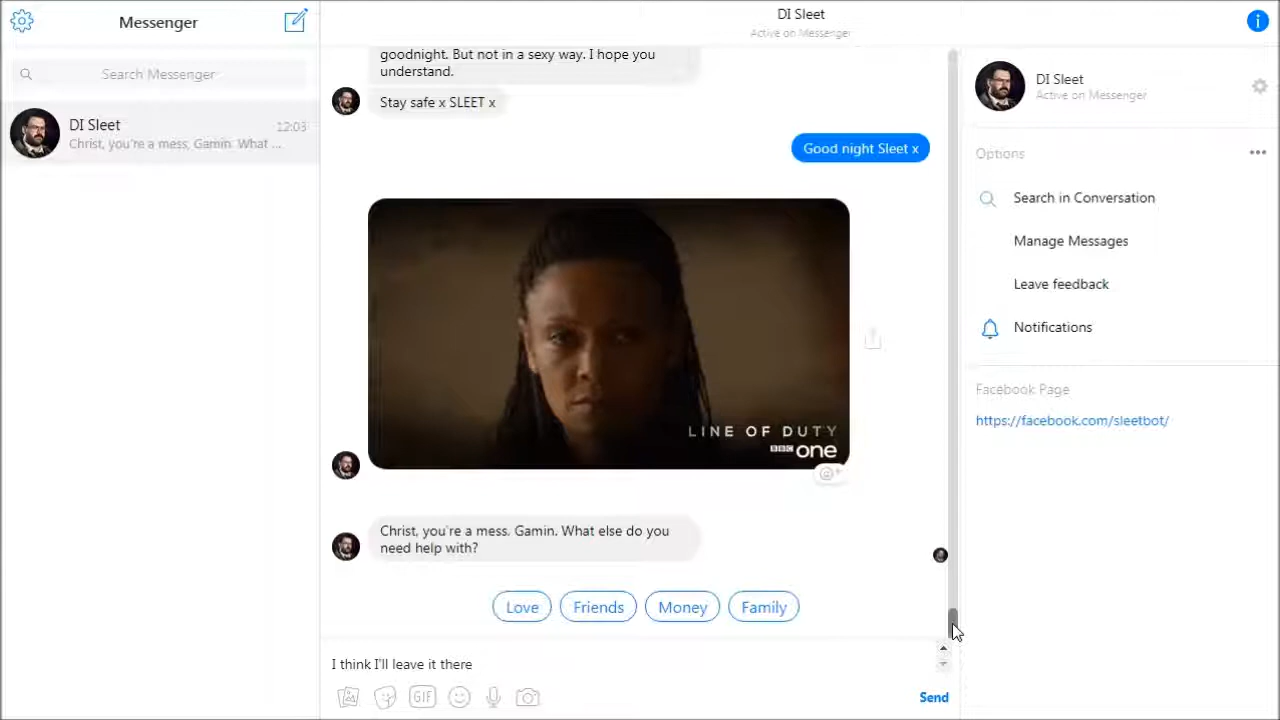 Messenger
Search Messenger
DI Sleet
12:03
Christ, you're a mess, Gamin. What ...
DI Sleet
Active on Messenger
goodnight. But not in a sexy way. I hope you
understand.
Stay safe x SLEET x
Good night Sleet x
LINE OF DUTY
BBC one
Christ, you're a mess, Gamin. What else do you
need help with?
Love
Friends
Money
Family
I think I'll leave it there
GIF
Send
DI Sleet
Active on Messenger
Options
Search in Conversation
Manage Messages
Leave feedback
Notifications
Facebook Page
https://facebook.com/sleetbot/